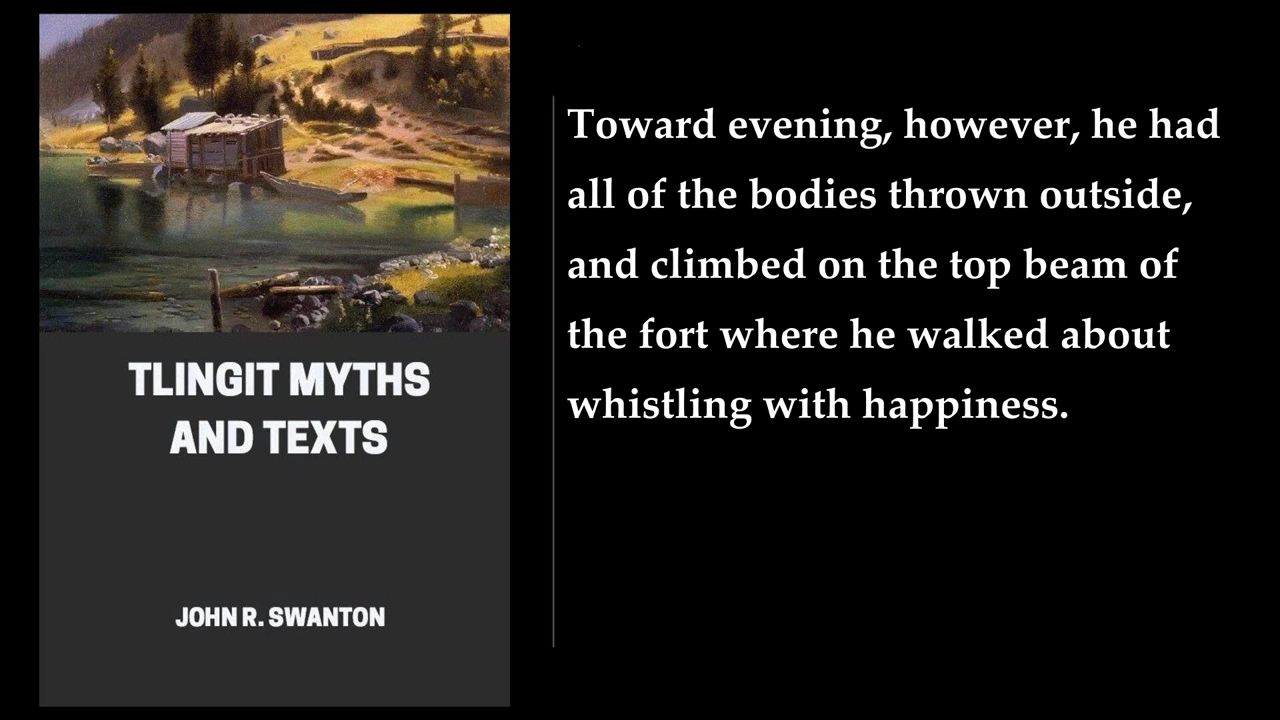 TLINGIT MYTHS
AND TEXTS
JOHN R. SWANTON
Toward evening, however, he had
all of the bodies thrown outside,
and climbed on the top beam of
the fort where he walked about
whistling with happiness.